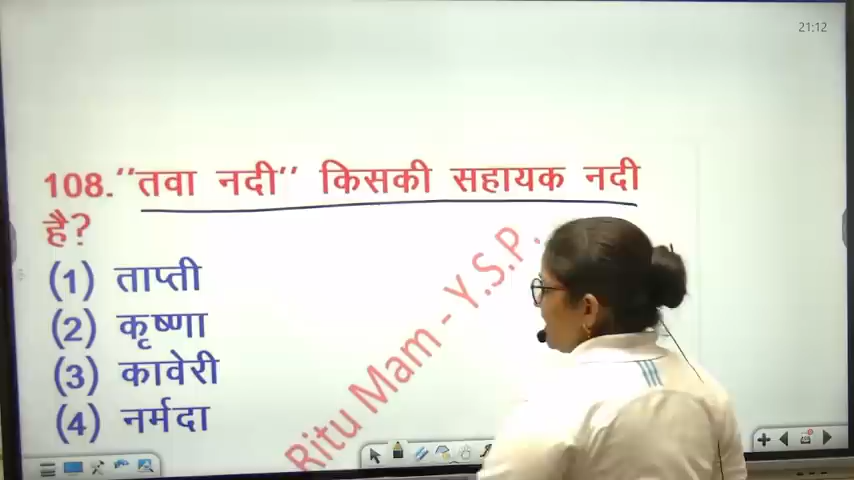 21:12
108.‘‘तवा नदी’’ किसकी सहायक नदी
है?
(1) ताप्ती
(2) कृष्णा
(3) कावेरी
(4) नर्मदा
Ritu Mam - Y.S.P.